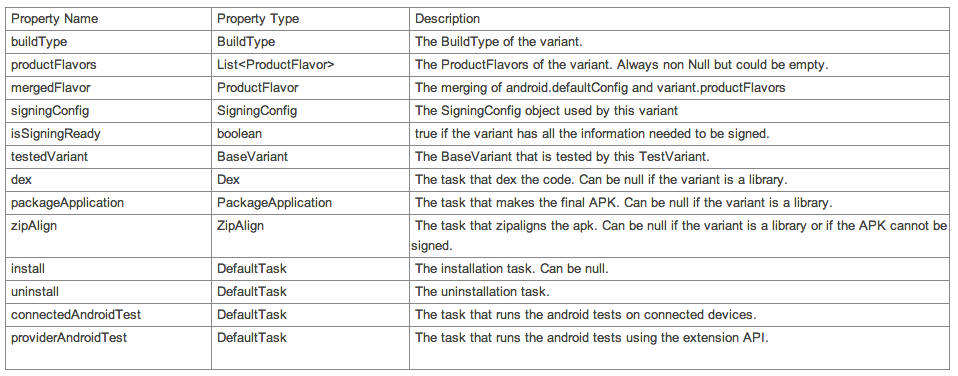 Property Name Property Type Description
buildType BuildType The BuildType of the variant.
productFlavors List<ProductFlavor> The ProductFlavors of the variant. Always non Null but could be empty.
mergedFlavor ProductFlavor The merging of android.defaultConfig and variant.productFlavors
signingConfig SigningConfig The SigningConfig object used by this variant
isSigningReady boolean true if the variant has all the information needed to be signed.
testedVariant BaseVariant The BaseVariant that is tested by this TestVariant.
dex Dex The task that dex the code. Can be null if the variant is a library.
packageApplication PackageApplication The task that makes the final APK. Can be null if the variant is a library.
zipAlign ZipAlign The task that zipaligns the apk. Can be null if the variant is a library or if the APK cannot be
signed.
install DefaultTask The installation task. Can be null.
uninstall DefaultTask The uninstallation task.
connectedAndroidTest DefaultTask The task that runs the android tests on connected devices.
providerAndroidTest DefaultTask The task that runs the android tests using the extension API.